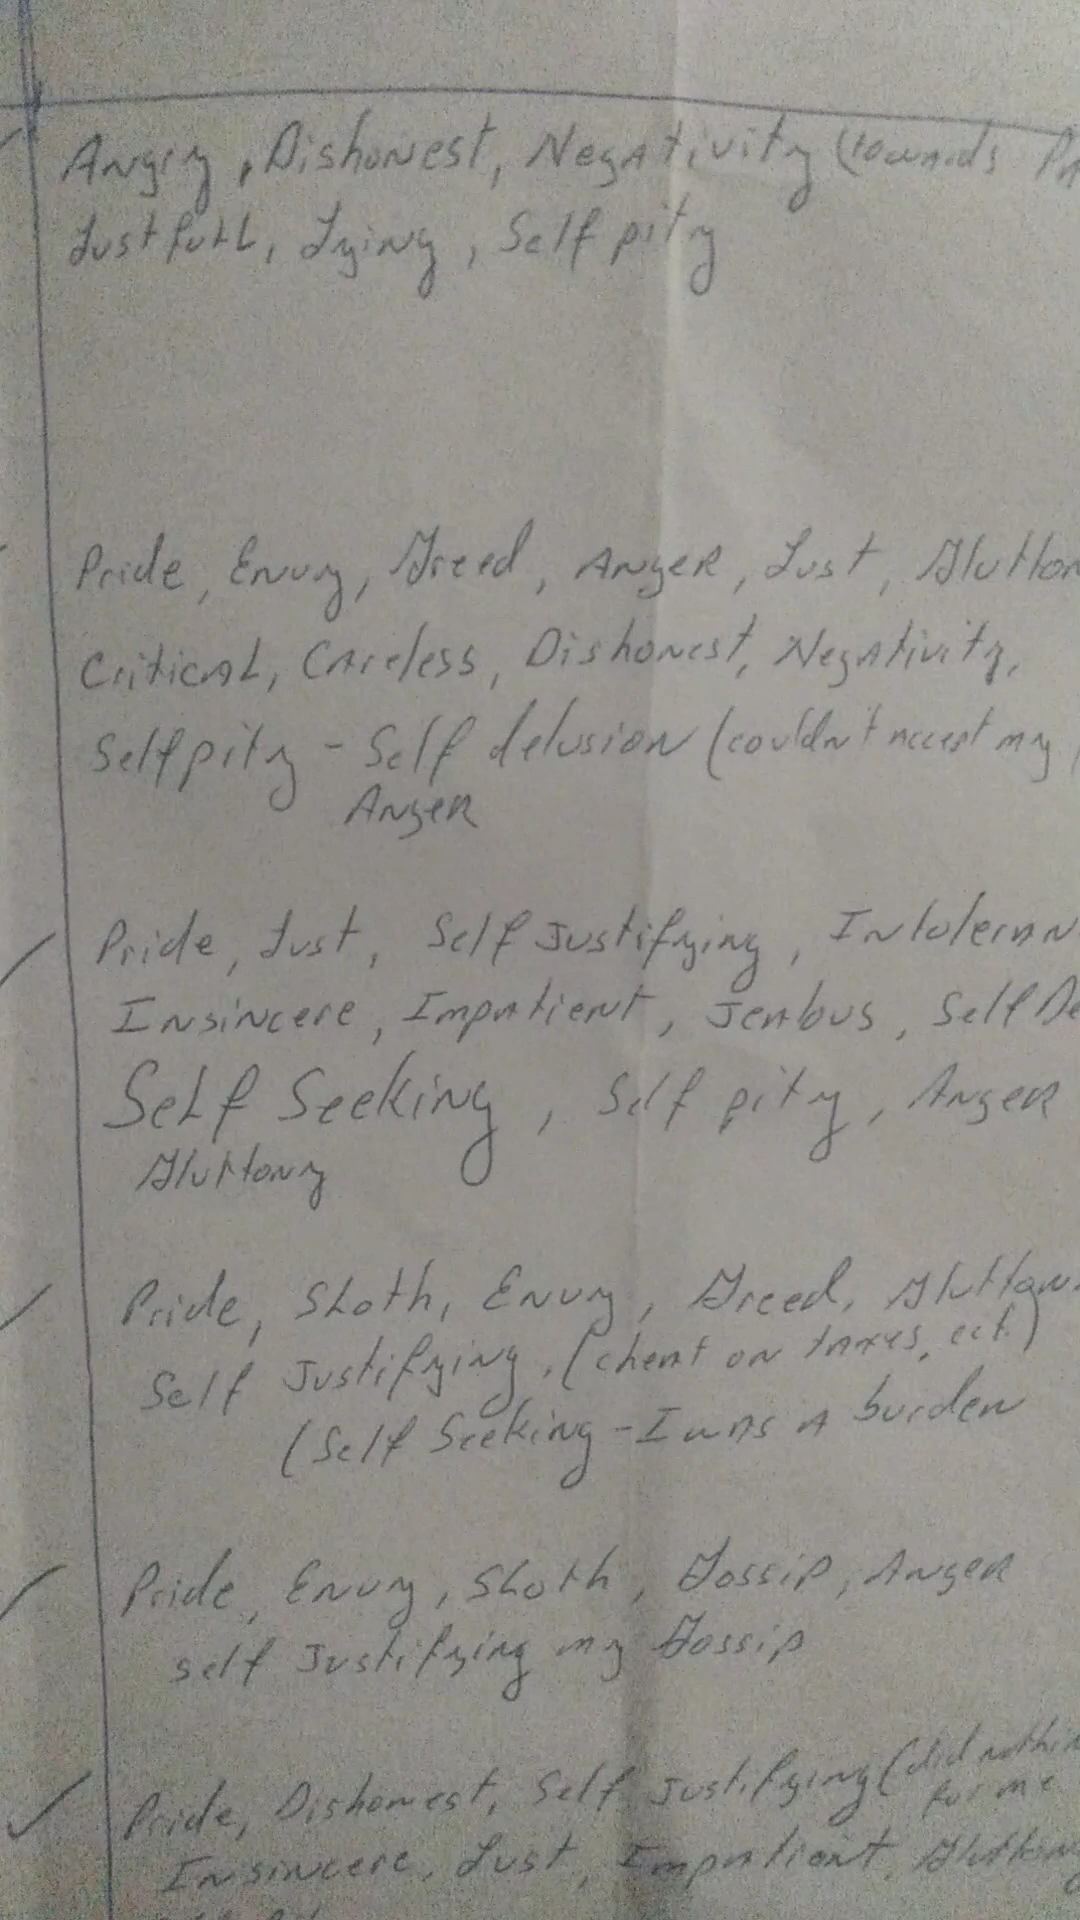 Angry, Dishonest, Negativity (towards
Lustfull, Lying, Self pity
Pride, Envy, Greed, Anger, Lust, Glutton
Critical, Careless, Dishonest, Negativity,
Selfpity - Self delusion (couldn't accept my
Anger
Pride, Lust, Self Justifying, Intoleran
Insincere, Impatient, Jealous, Self De
Self Seeking, Self pity, Anger
Gluttony
Pride, Sloth, Envy, Greed, Glutton
Self Justifying. (cheat on taxes, ect.)
(Self Seeking - I was a burden
Pride, Envy, Sloth, Gossip, Anger
self Justifying my Gossip
Pride, Dishonest, Self Justifying (did nothin
for me
Insincere, Lust, Impatient, Gluttony